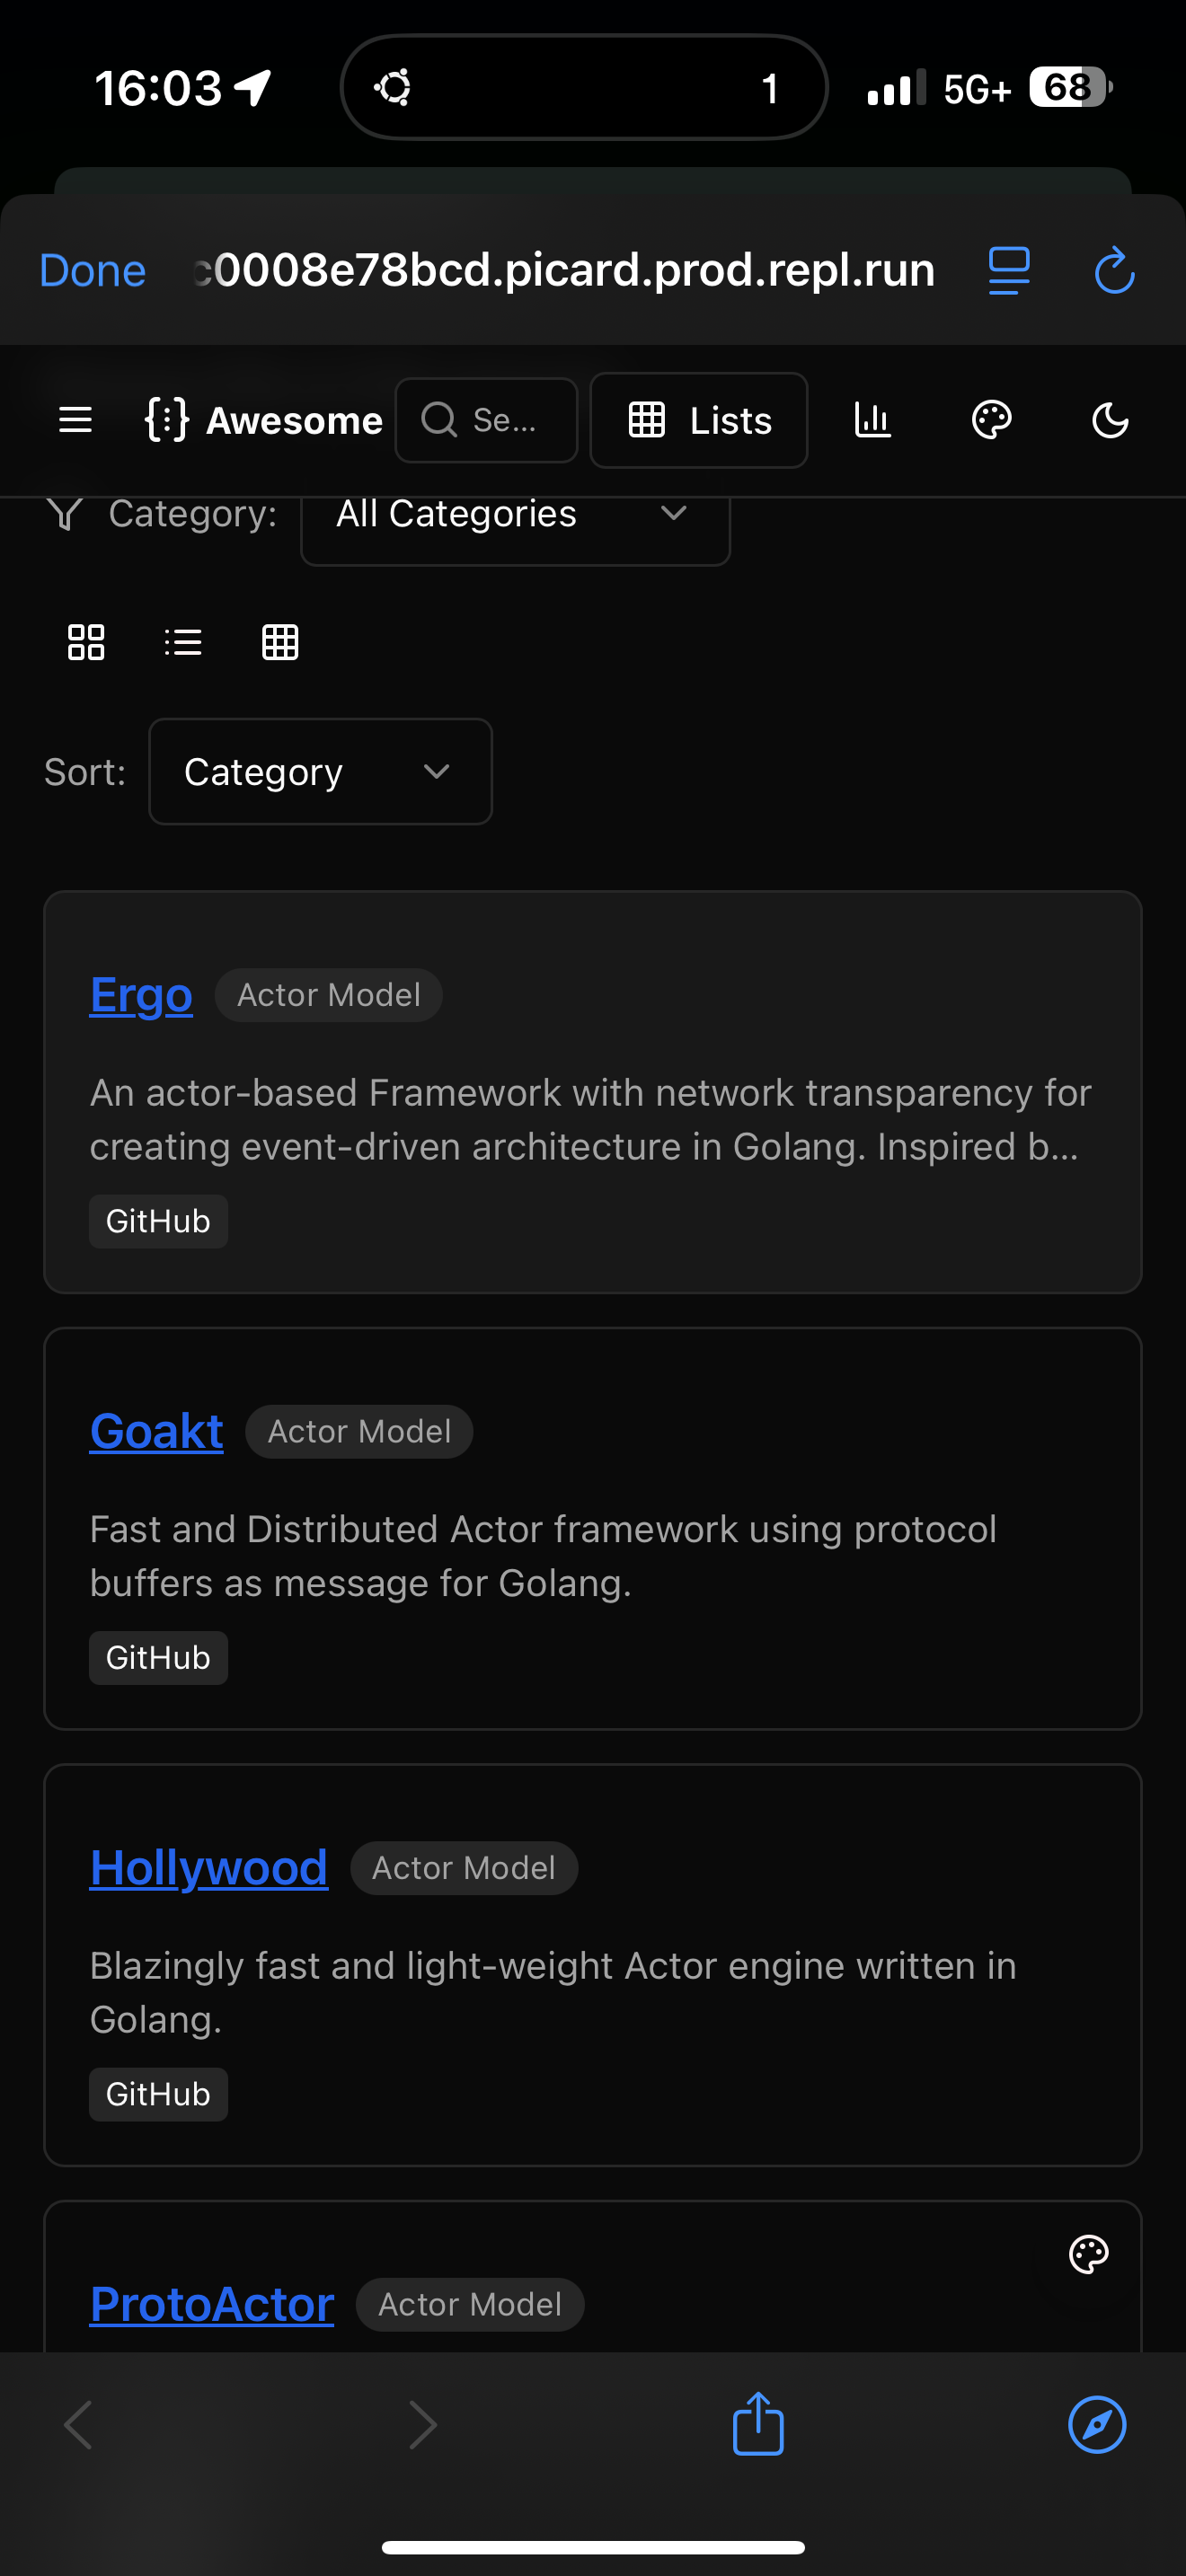 16:03
1
5G+
68
Done
c0008e78bcd.picard.prod.repl.run
Awesome
Se...
Lists
Category:
All Categories
Sort:
Category
Ergo
Actor Model
An actor-based Framework with network transparency for
creating event-driven architecture in Golang. Inspired b...
GitHub
Goakt
Actor Model
Fast and Distributed Actor framework using protocol
buffers as message for Golang.
GitHub
Hollywood
Actor Model
Blazingly fast and light-weight Actor engine written in
Golang.
GitHub
ProtoActor
Actor Model